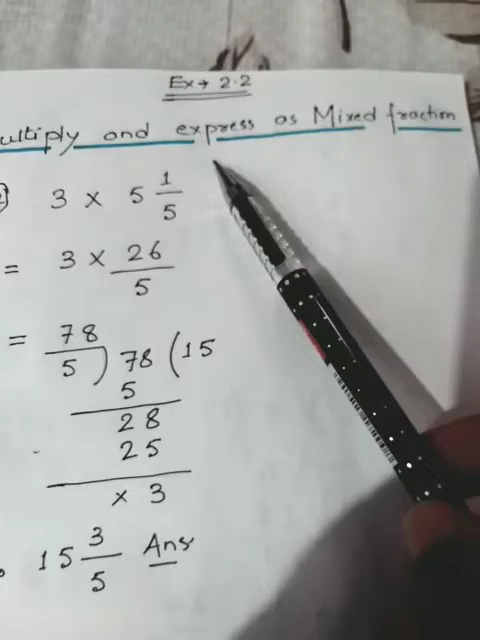 Ex → 2.2
ultiply and express as Mixed fraction
3 × 5 1/5
= 3 × 26/5
= 78/5 ) 78 ( 15
5
28
25
× 3
15 3/5 Ans